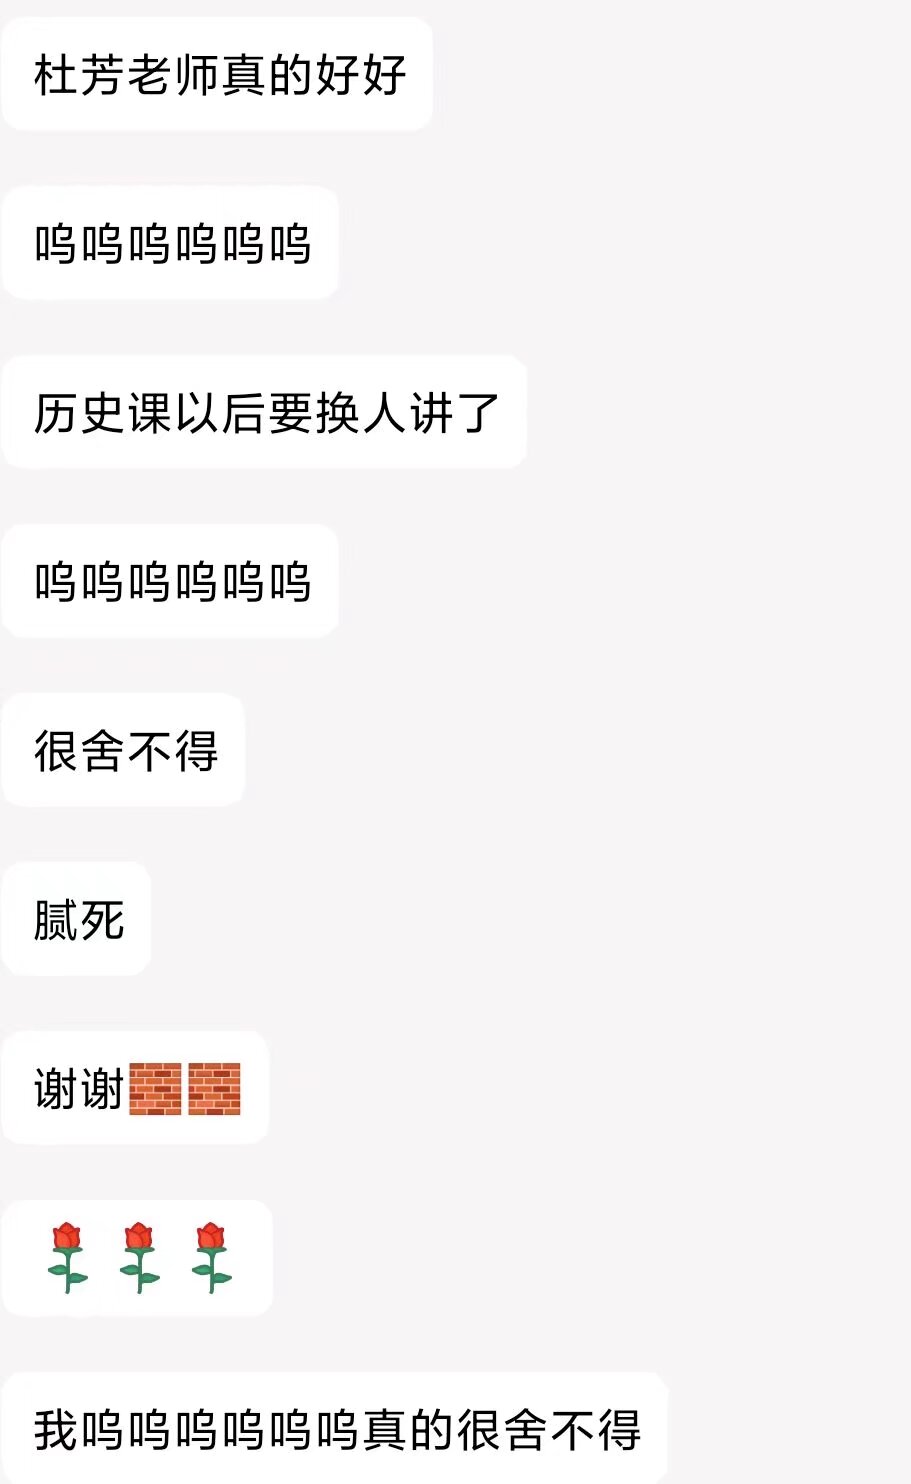 杜芳老师真的好好
呜呜呜呜呜呜
历史课以后要换人讲了
呜呜呜呜呜呜
很舍不得
腻死
谢谢🧱🧱
🌹🌹🌹
我呜呜呜呜呜呜真的很舍不得